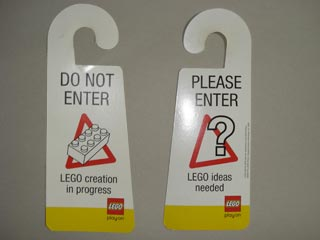 DO NOT
ENTER
LEGO creation
in progress
LEGO
play on
PLEASE
ENTER
?
LEGO ideas
needed
LEGO
play on